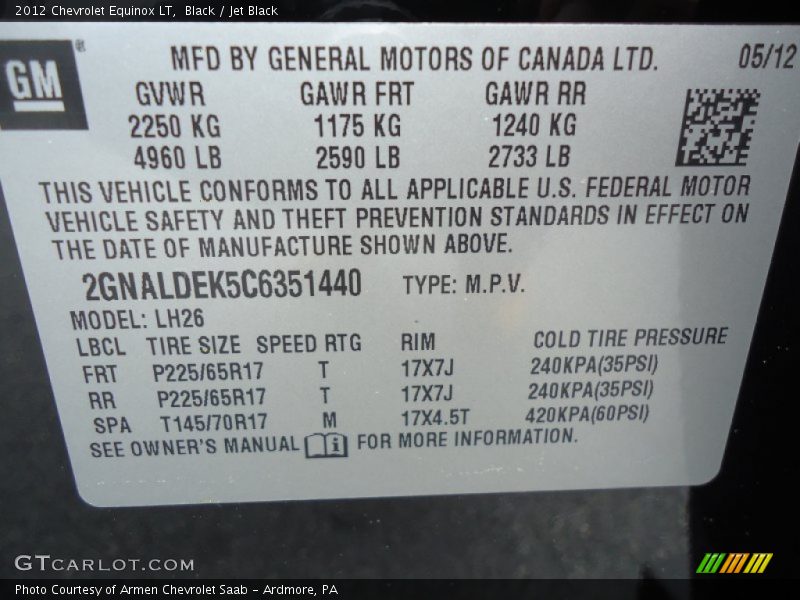 2012 Chevrolet Equinox LT, Black / Jet Black
GM ®
MFD BY GENERAL MOTORS OF CANADA LTD. 05/12
GVWR GAWR FRT GAWR RR
2250 KG 1175 KG 1240 KG
4960 LB 2590 LB 2733 LB
THIS VEHICLE CONFORMS TO ALL APPLICABLE U.S. FEDERAL MOTOR
VEHICLE SAFETY AND THEFT PREVENTION STANDARDS IN EFFECT ON
THE DATE OF MANUFACTURE SHOWN ABOVE.
2GNALDEK5C6351440 TYPE: M.P.V.
MODEL: LH26
LBCL TIRE SIZE SPEED RTG RIM COLD TIRE PRESSURE
FRT P225/65R17 T 17X7J 240KPA(35PSI)
RR P225/65R17 T 17X7J 240KPA(35PSI)
SPA T145/70R17 M 17X4.5T 420KPA(60PSI)
SEE OWNER'S MANUAL i FOR MORE INFORMATION.
GTCARLOT.COM
Photo Courtesy of Armen Chevrolet Saab - Ardmore, PA